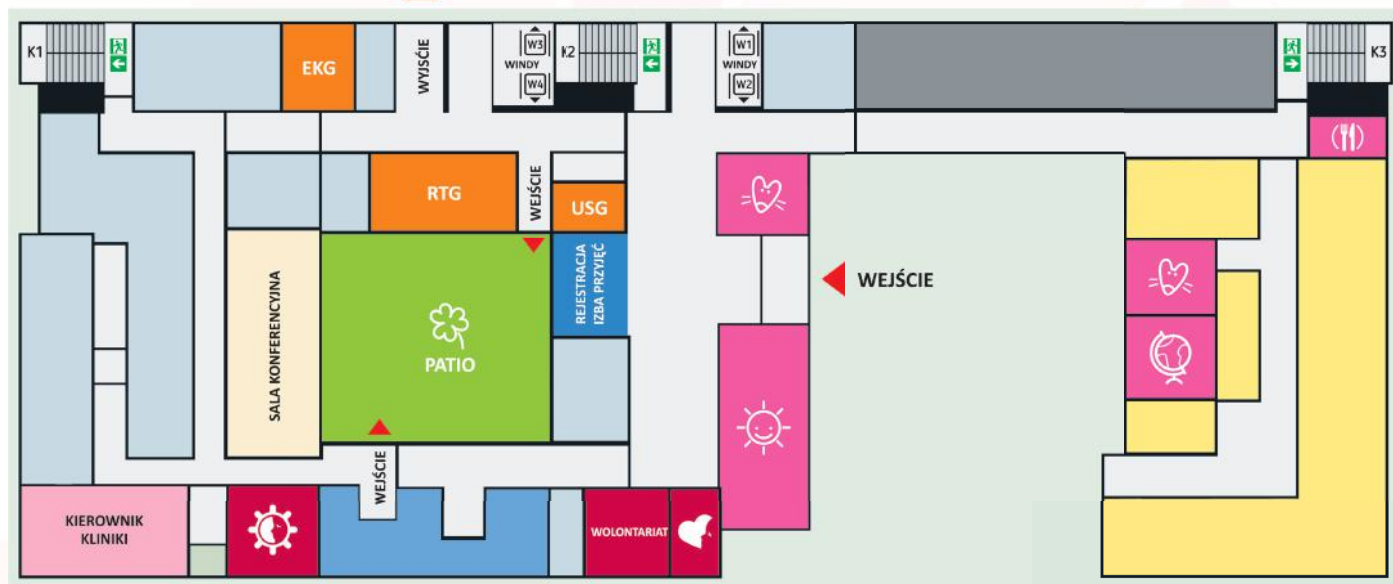 K1
EKG
WYJŚCIE
W3
WINDY
W4
K2
W1
WINDY
W2
K3
RTG
WEJŚCIE
USG
SALA KONFERENCYJNA
PATIO
REJESTRACJA
IZBA PRZYJĘĆ
WEJŚCIE
WEJŚCIE
KIEROWNIK
KLINIKI
WOLONTARIAT